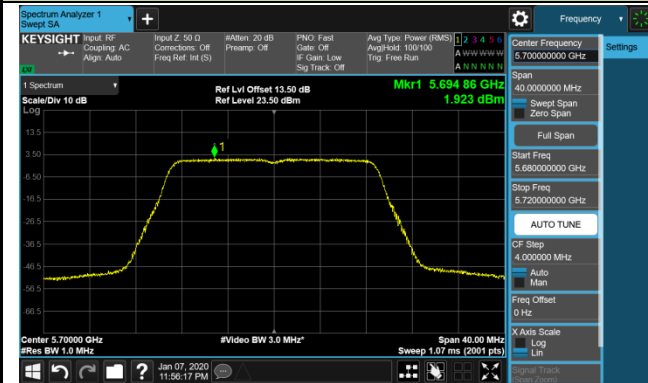 Spectrum Analyzer 1
Swept SA
+
Frequency
KEYSIGHT
Input: RF
Coupling: AC
Align: Auto
Input Z: 50 Ω
Corrections: Off
Freq Ref: Int (S)
#Atten: 20 dB
Preamp: Off
PNO: Fast
Gate: Off
IF Gain: Low
Sig Track: Off
Avg Type: Power (RMS)
Avg|Hold: 100/100
Trig: Free Run
1 2 3 4 5 6
A W W W W W
A N N N N N
1 Spectrum
Scale/Div 10 dB
Log
Ref Lvl Offset 13.50 dB
Ref Level 23.50 dBm
Mkr1 5.694 86 GHz
1.923 dBm
13.5
3.50
-6.50
-16.5
-26.5
-36.5
-46.5
-56.5
-66.5
1
Center 5.70000 GHz
#Res BW 1.0 MHz
#Video BW 3.0 MHz*
Span 40.00 MHz
Sweep 1.07 ms (2001 pts)
Jan 07, 2020
11:56:17 PM
?
Center Frequency
5.700000000 GHz
Span
40.0000000 MHz
Swept Span
Zero Span
Full Span
Start Freq
5.680000000 GHz
Stop Freq
5.720000000 GHz
AUTO TUNE
CF Step
4.000000 MHz
Auto
Man
Freq Offset
0 Hz
X Axis Scale
Log
Lin
Signal Track
(Span Zoom)
Settings